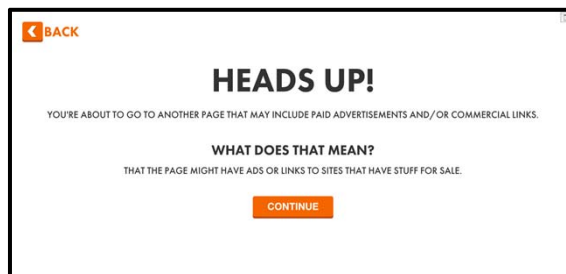 BACK
HEADS UP!
YOU'RE ABOUT TO GO TO ANOTHER PAGE THAT MAY INCLUDE PAID ADVERTISEMENTS AND/OR COMMERCIAL LINKS.
WHAT DOES THAT MEAN?
THAT THE PAGE MIGHT HAVE ADS OR LINKS TO SITES THAT HAVE STUFF FOR SALE.
CONTINUE